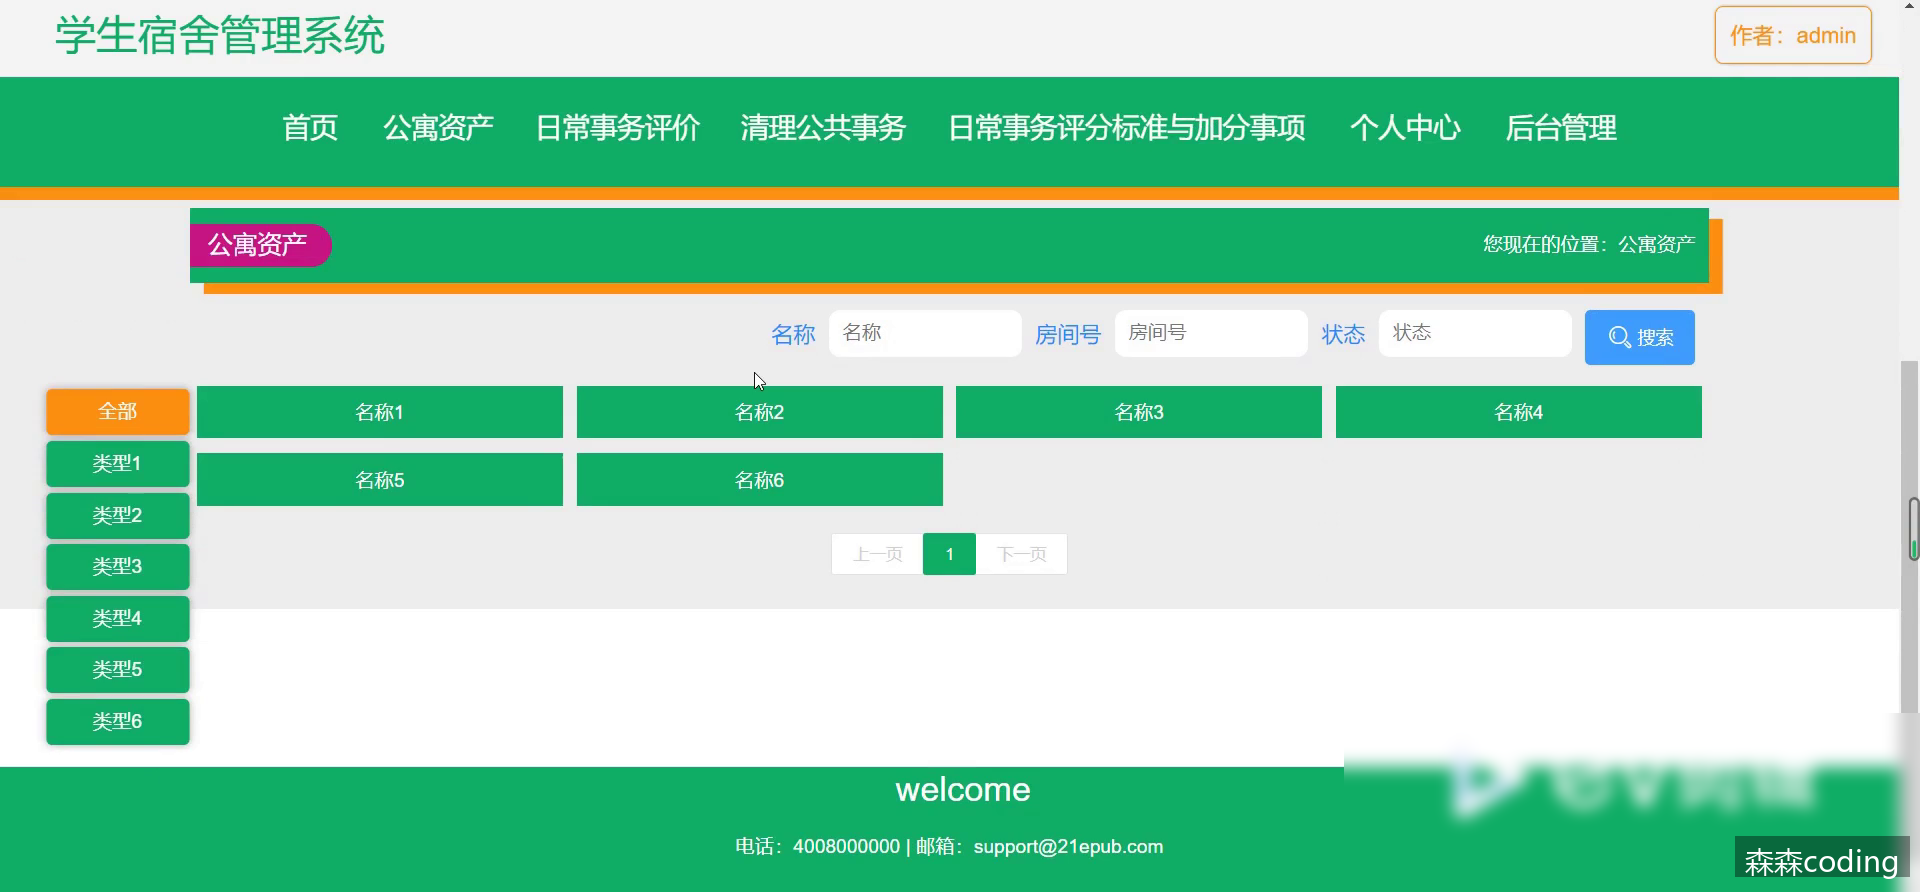 学生宿舍管理系统
作者：admin
首页 公寓资产 日常事务评价 清理公共事务 日常事务评分标准与加分事项 个人中心 后台管理
公寓资产
您现在的位置：公寓资产
名称 名称 房间号 房间号 状态 状态 搜索
全部 名称1 名称2 名称3 名称4
类型1 名称5 名称6
类型2
上一页 1 下一页
类型3
类型4
类型5
类型6
welcome
电话：4008000000 | 邮箱：support@21epub.com
森森coding